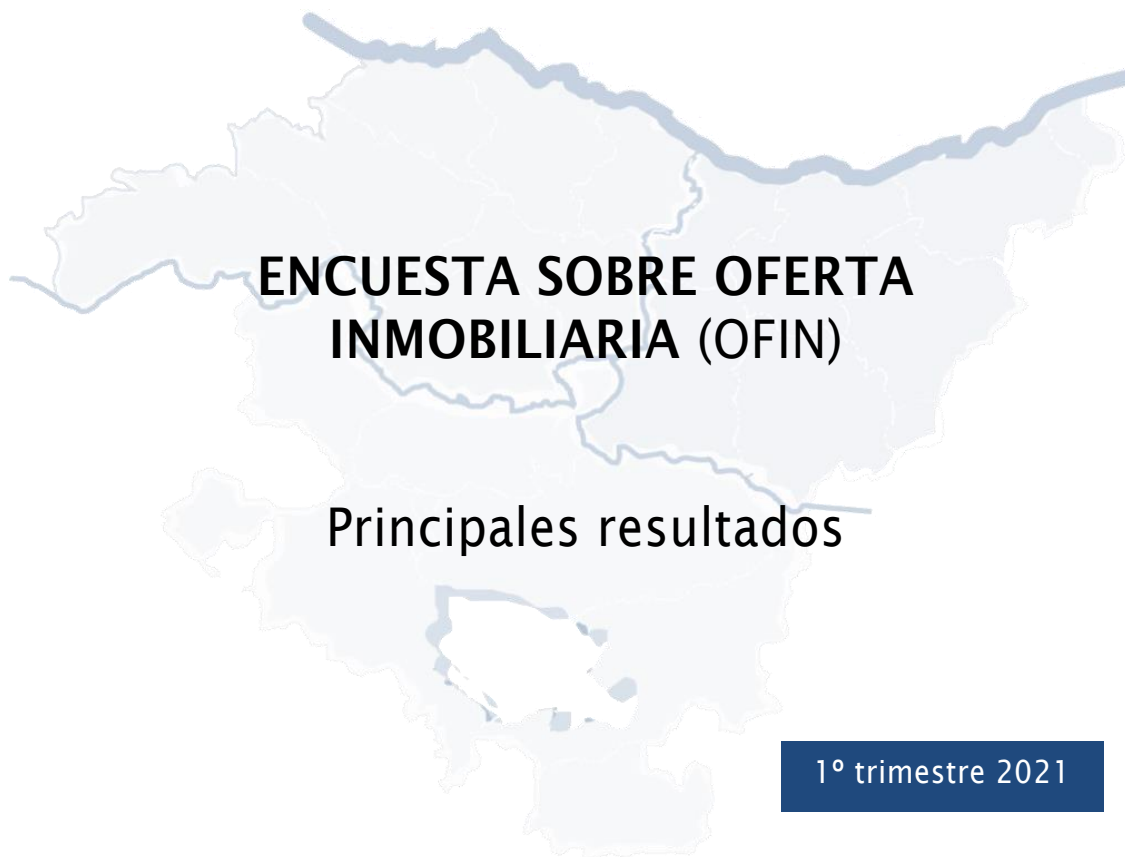 ENCUESTA SOBRE OFERTA
INMOBILIARIA (OFIN)
Principales resultados
1º trimestre 2021